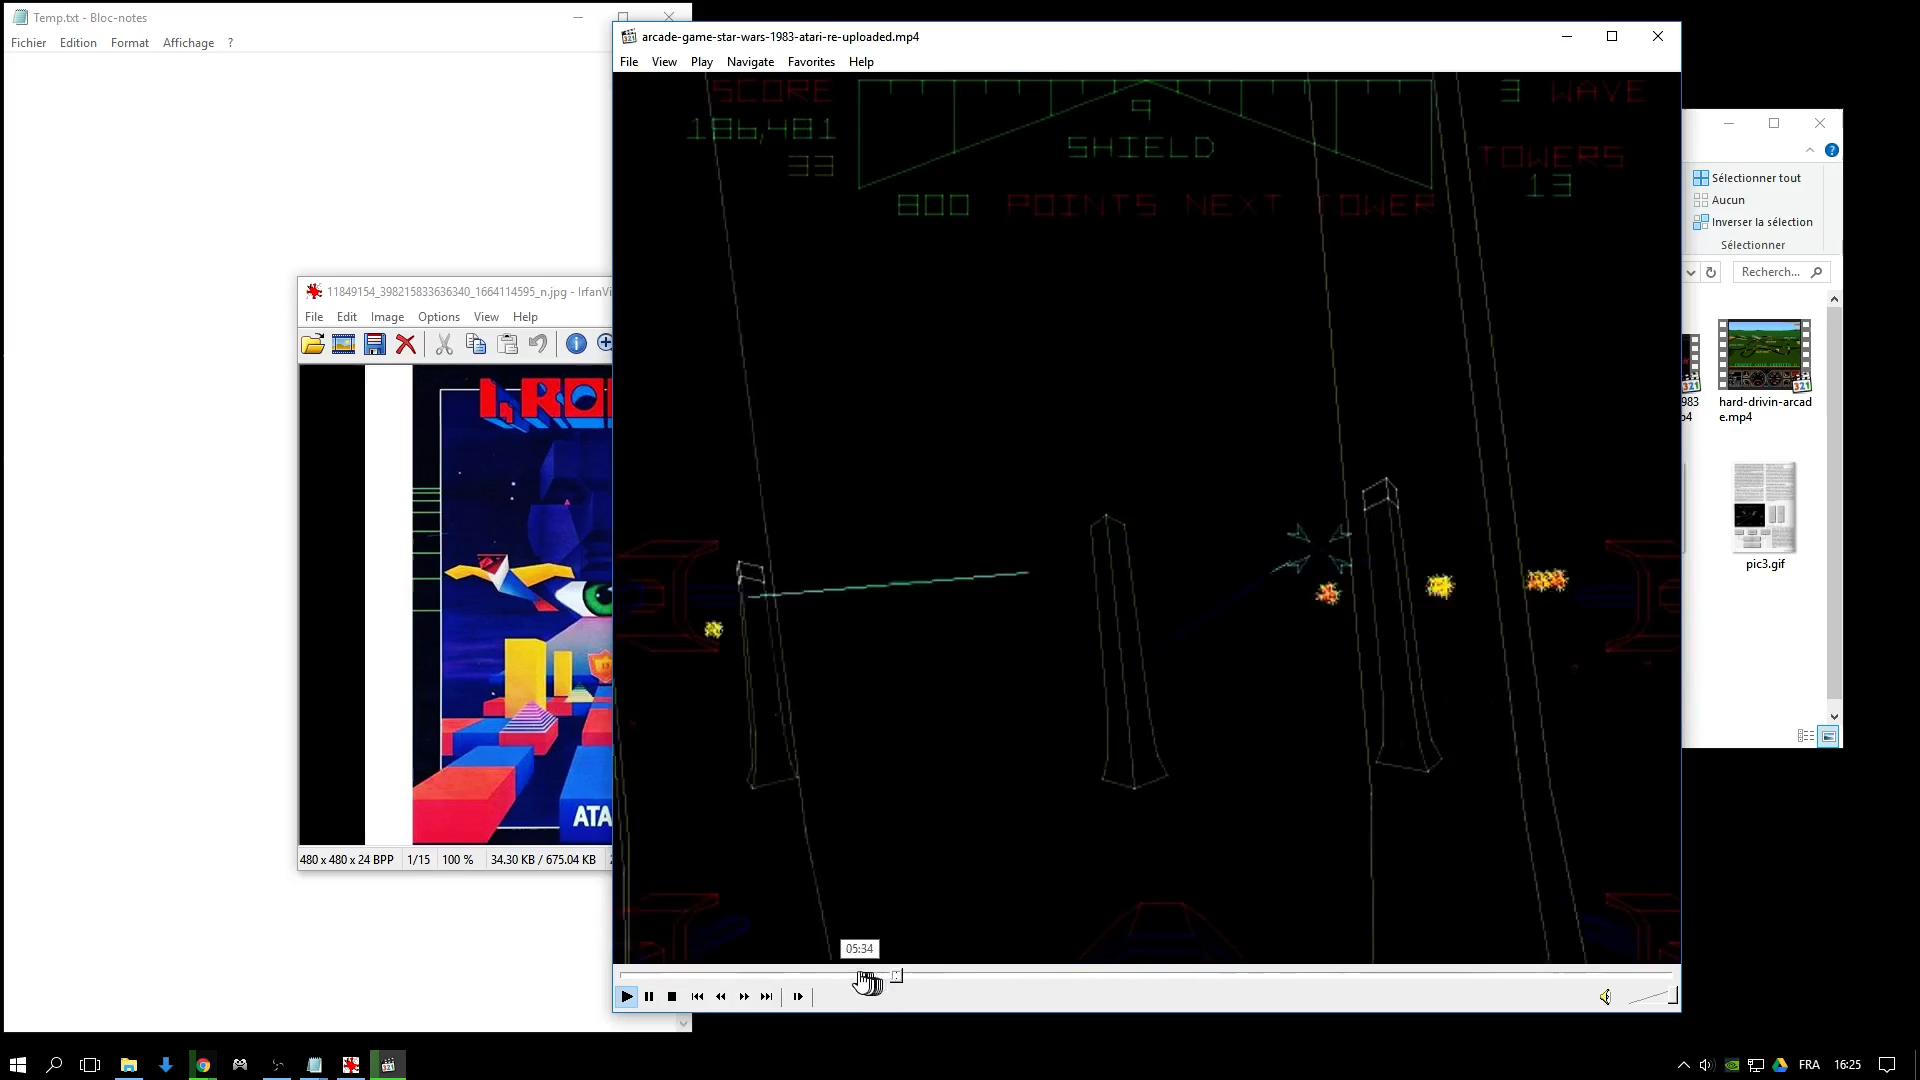 Temp.txt - Bloc-notes
Fichier Edition Format Affichage ?
arcade-game-star-wars-1983-atari-re-uploaded.mp4
File View Play Navigate Favorites Help
SCORE
186,481
33
9
SHIELD
3 WAVE
TOWERS
13
800 POINTS NEXT TOWER
Sélectionner tout
Aucun
Inverser la sélection
Sélectionner
Recherch...
983
p4
hard-drivin-arcad
e.mp4
pic3.gif
11849154_398215833636340_1664114595_n.jpg - IrfanVi
File Edit Image Options View Help
I, ROB
ATA
480 x 480 x 24 BPP 1/15 100 % 34.30 KB / 675.04 KB
05:34
FRA 16:25